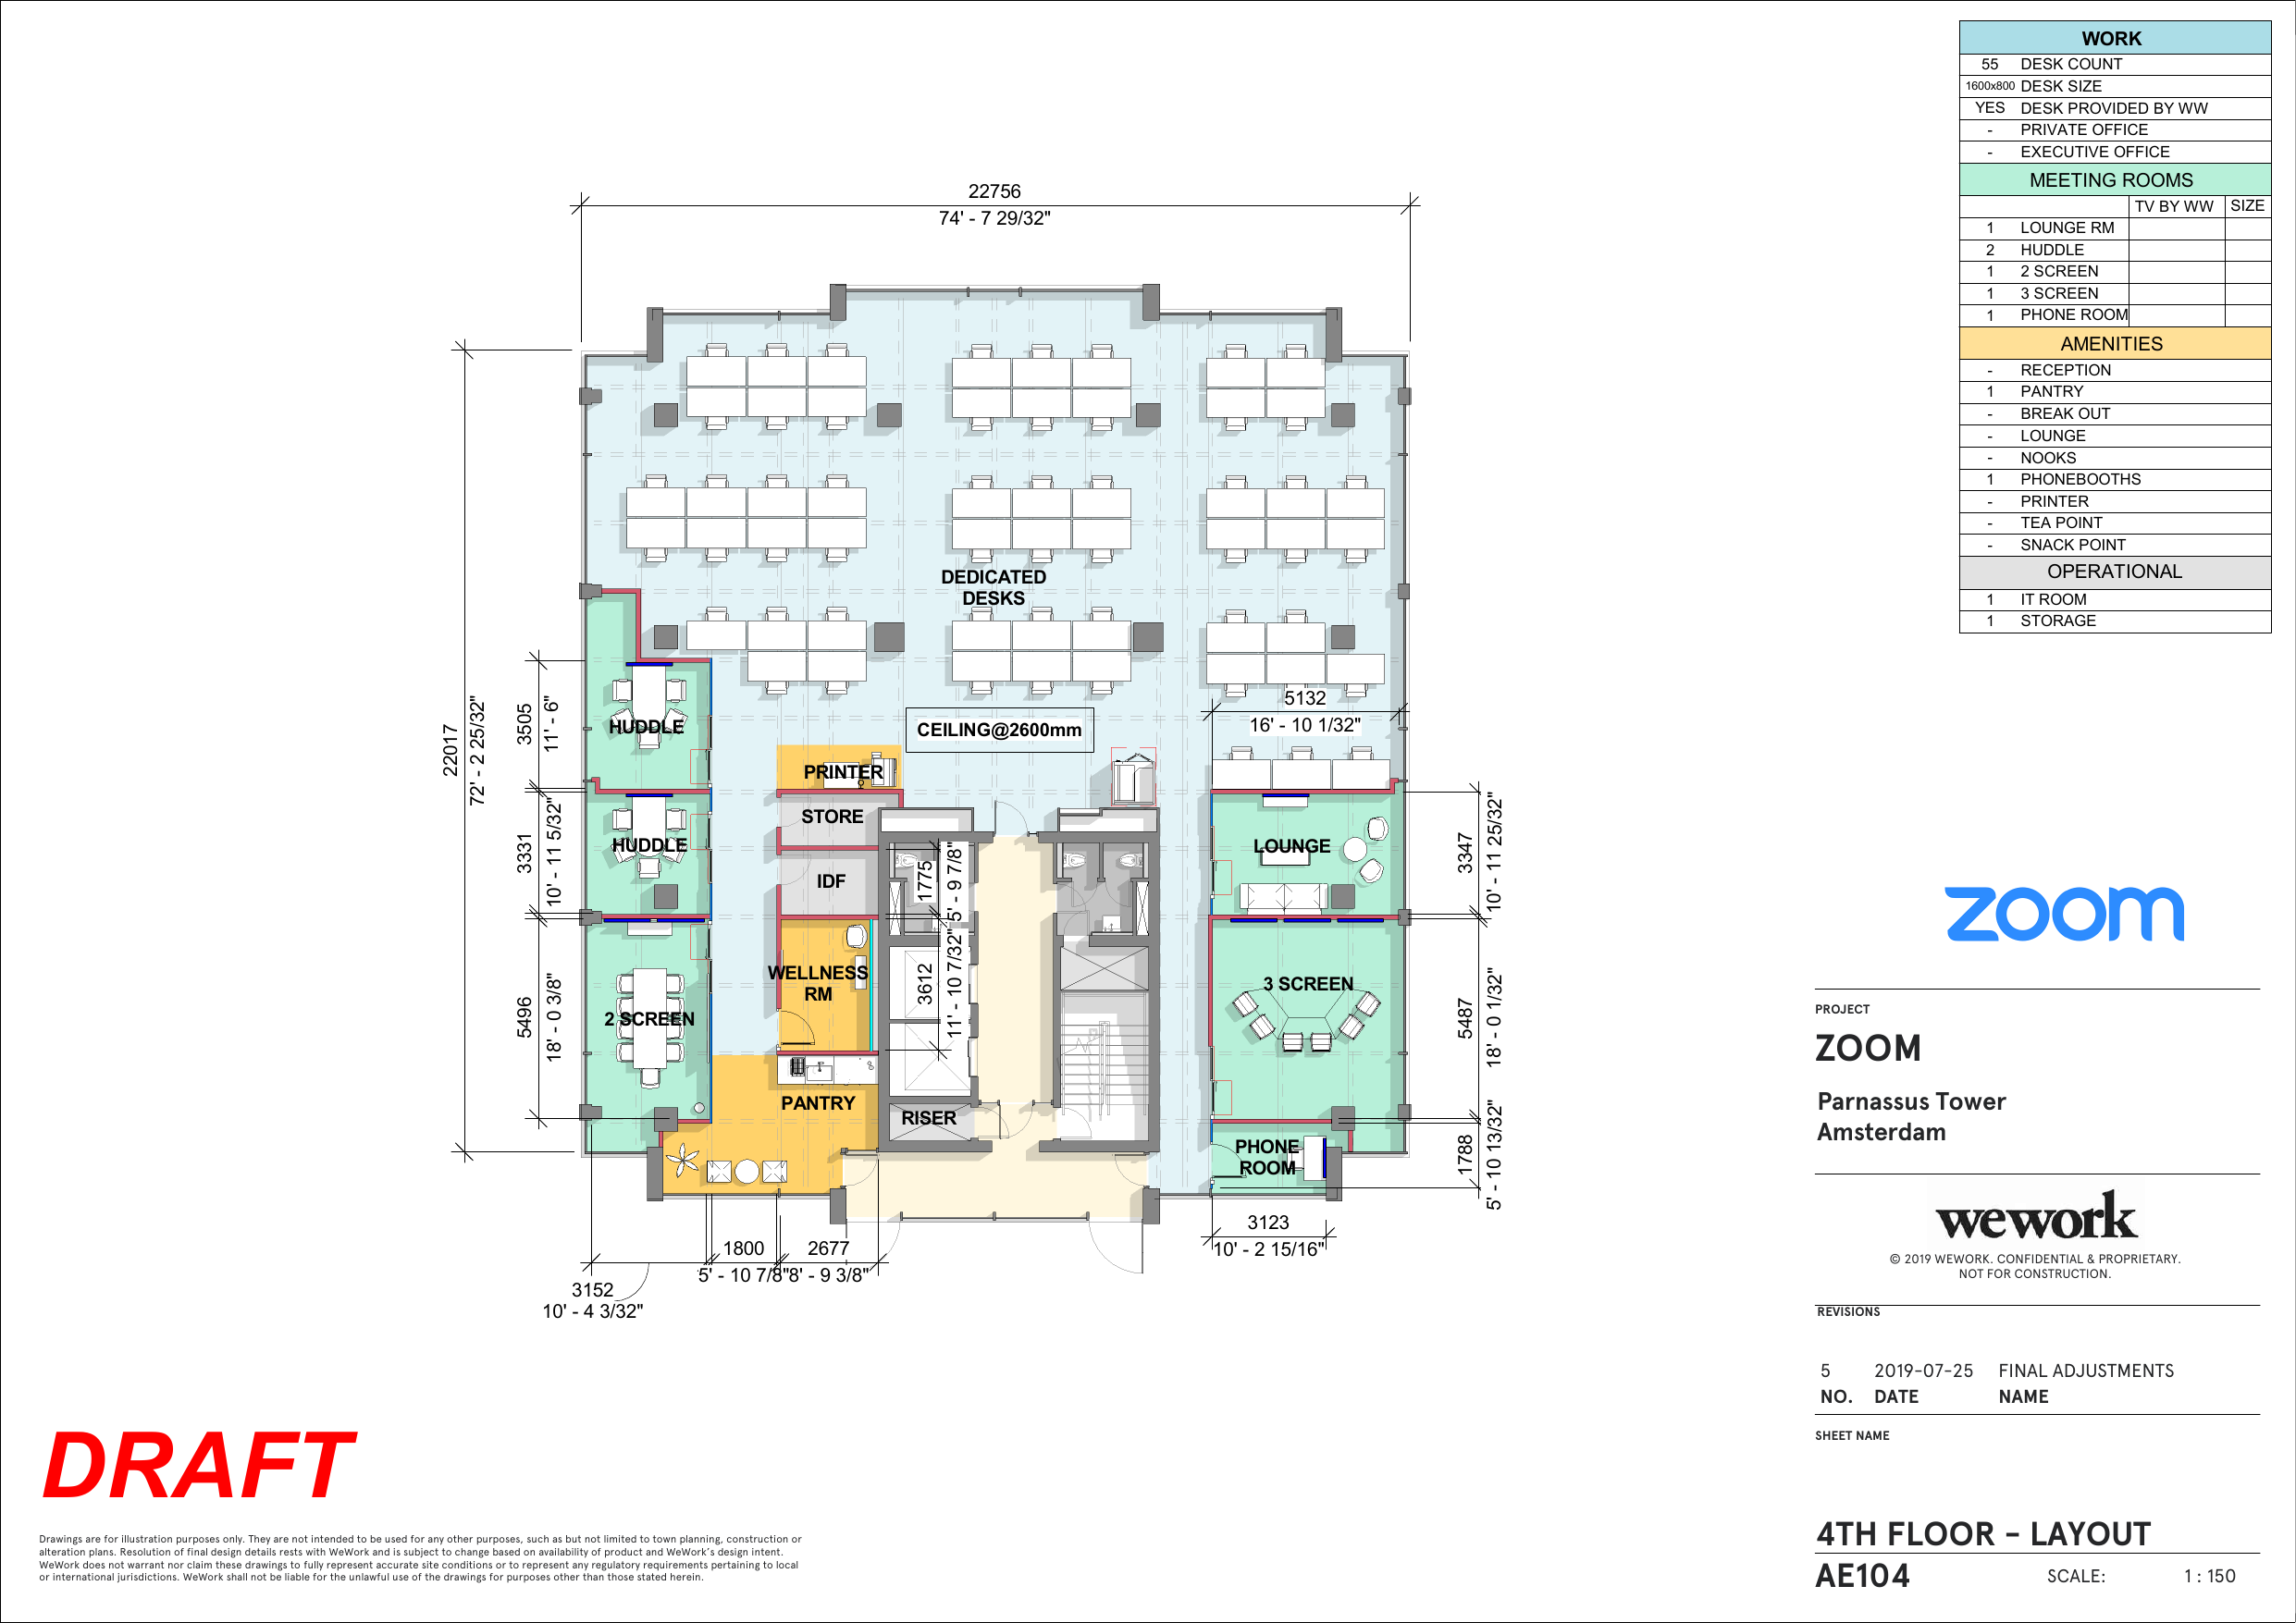 WORK
55 DESK COUNT
1600x800 DESK SIZE
YES DESK PROVIDED BY WW
- PRIVATE OFFICE
- EXECUTIVE OFFICE
MEETING ROOMS
TV BY WW SIZE
1 LOUNGE RM
2 HUDDLE
1 2 SCREEN
1 3 SCREEN
1 PHONE ROOM
AMENITIES
- RECEPTION
1 PANTRY
- BREAK OUT
- LOUNGE
- NOOKS
1 PHONEBOOTHS
- PRINTER
- TEA POINT
- SNACK POINT
OPERATIONAL
1 IT ROOM
1 STORAGE
22756
74' - 7 29/32"
22017
72' - 2 25/32"
DEDICATED
DESKS
3505
11' - 6"
HUDDLE
CEILING@2600mm
5132
16' - 10 1/32"
PRINTER
STORE
3331
10' - 11 5/32"
HUDDLE
IDF
1775
5' - 9 7/8"
LOUNGE
3347
10' - 11 25/32"
WELLNESS
RM
3612
11' - 10 7/32"
3 SCREEN
5496
18' - 0 3/8"
2 SCREEN
5487
18' - 0 1/32"
PANTRY
RISER
PHONE
ROOM
1788
5' - 10 13/32"
3123
10' - 2 15/16"
1800
5' - 10 7/8"
2677
8' - 9 3/8"
3152
10' - 4 3/32"
zoom
PROJECT
ZOOM
Parnassus Tower
Amsterdam
wework
© 2019 WEWORK. CONFIDENTIAL & PROPRIETARY.
NOT FOR CONSTRUCTION.
REVISIONS
5 2019-07-25 FINAL ADJUSTMENTS
NO. DATE NAME
SHEET NAME
4TH FLOOR - LAYOUT
AE104 SCALE: 1 : 150
DRAFT
Drawings are for illustration purposes only. They are not intended to be used for any other purposes, such as but not limited to town planning, construction or
alteration plans. Resolution of final design details rests with WeWork and is subject to change based on availability of product and WeWork's design intent.
WeWork does not warrant nor claim these drawings to fully represent accurate site conditions or to represent any regulatory requirements pertaining to local
or international jurisdictions. WeWork shall not be liable for the unlawful use of the drawings for purposes other than those stated herein.